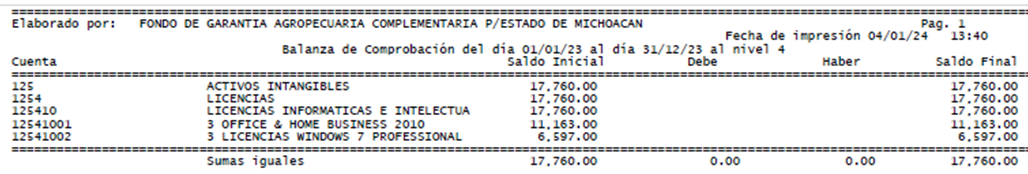 Elaborado por: FONDO DE GARANTIA AGROPECUARIA COMPLEMENTARIA P/ESTADO DE MICHOACAN Pag. 1
Fecha de impresión 04/01/24 13:40
Balanza de Comprobación del día 01/01/23 al día 31/12/23 al nivel 4
Cuenta Saldo Inicial Debe Haber Saldo Final
125 ACTIVOS INTANGIBLES 17,760.00 17,760.00
1254 LICENCIAS 17,760.00 17,760.00
125410 LICENCIAS INFORMATICAS E INTELECTUA 17,760.00 17,760.00
12541001 3 OFFICE & HOME BUSINESS 2010 11,163.00 11,163.00
12541002 3 LICENCIAS WINDOWS 7 PROFESSIONAL 6,597.00 6,597.00
Sumas iguales 17,760.00 0.00 0.00 17,760.00